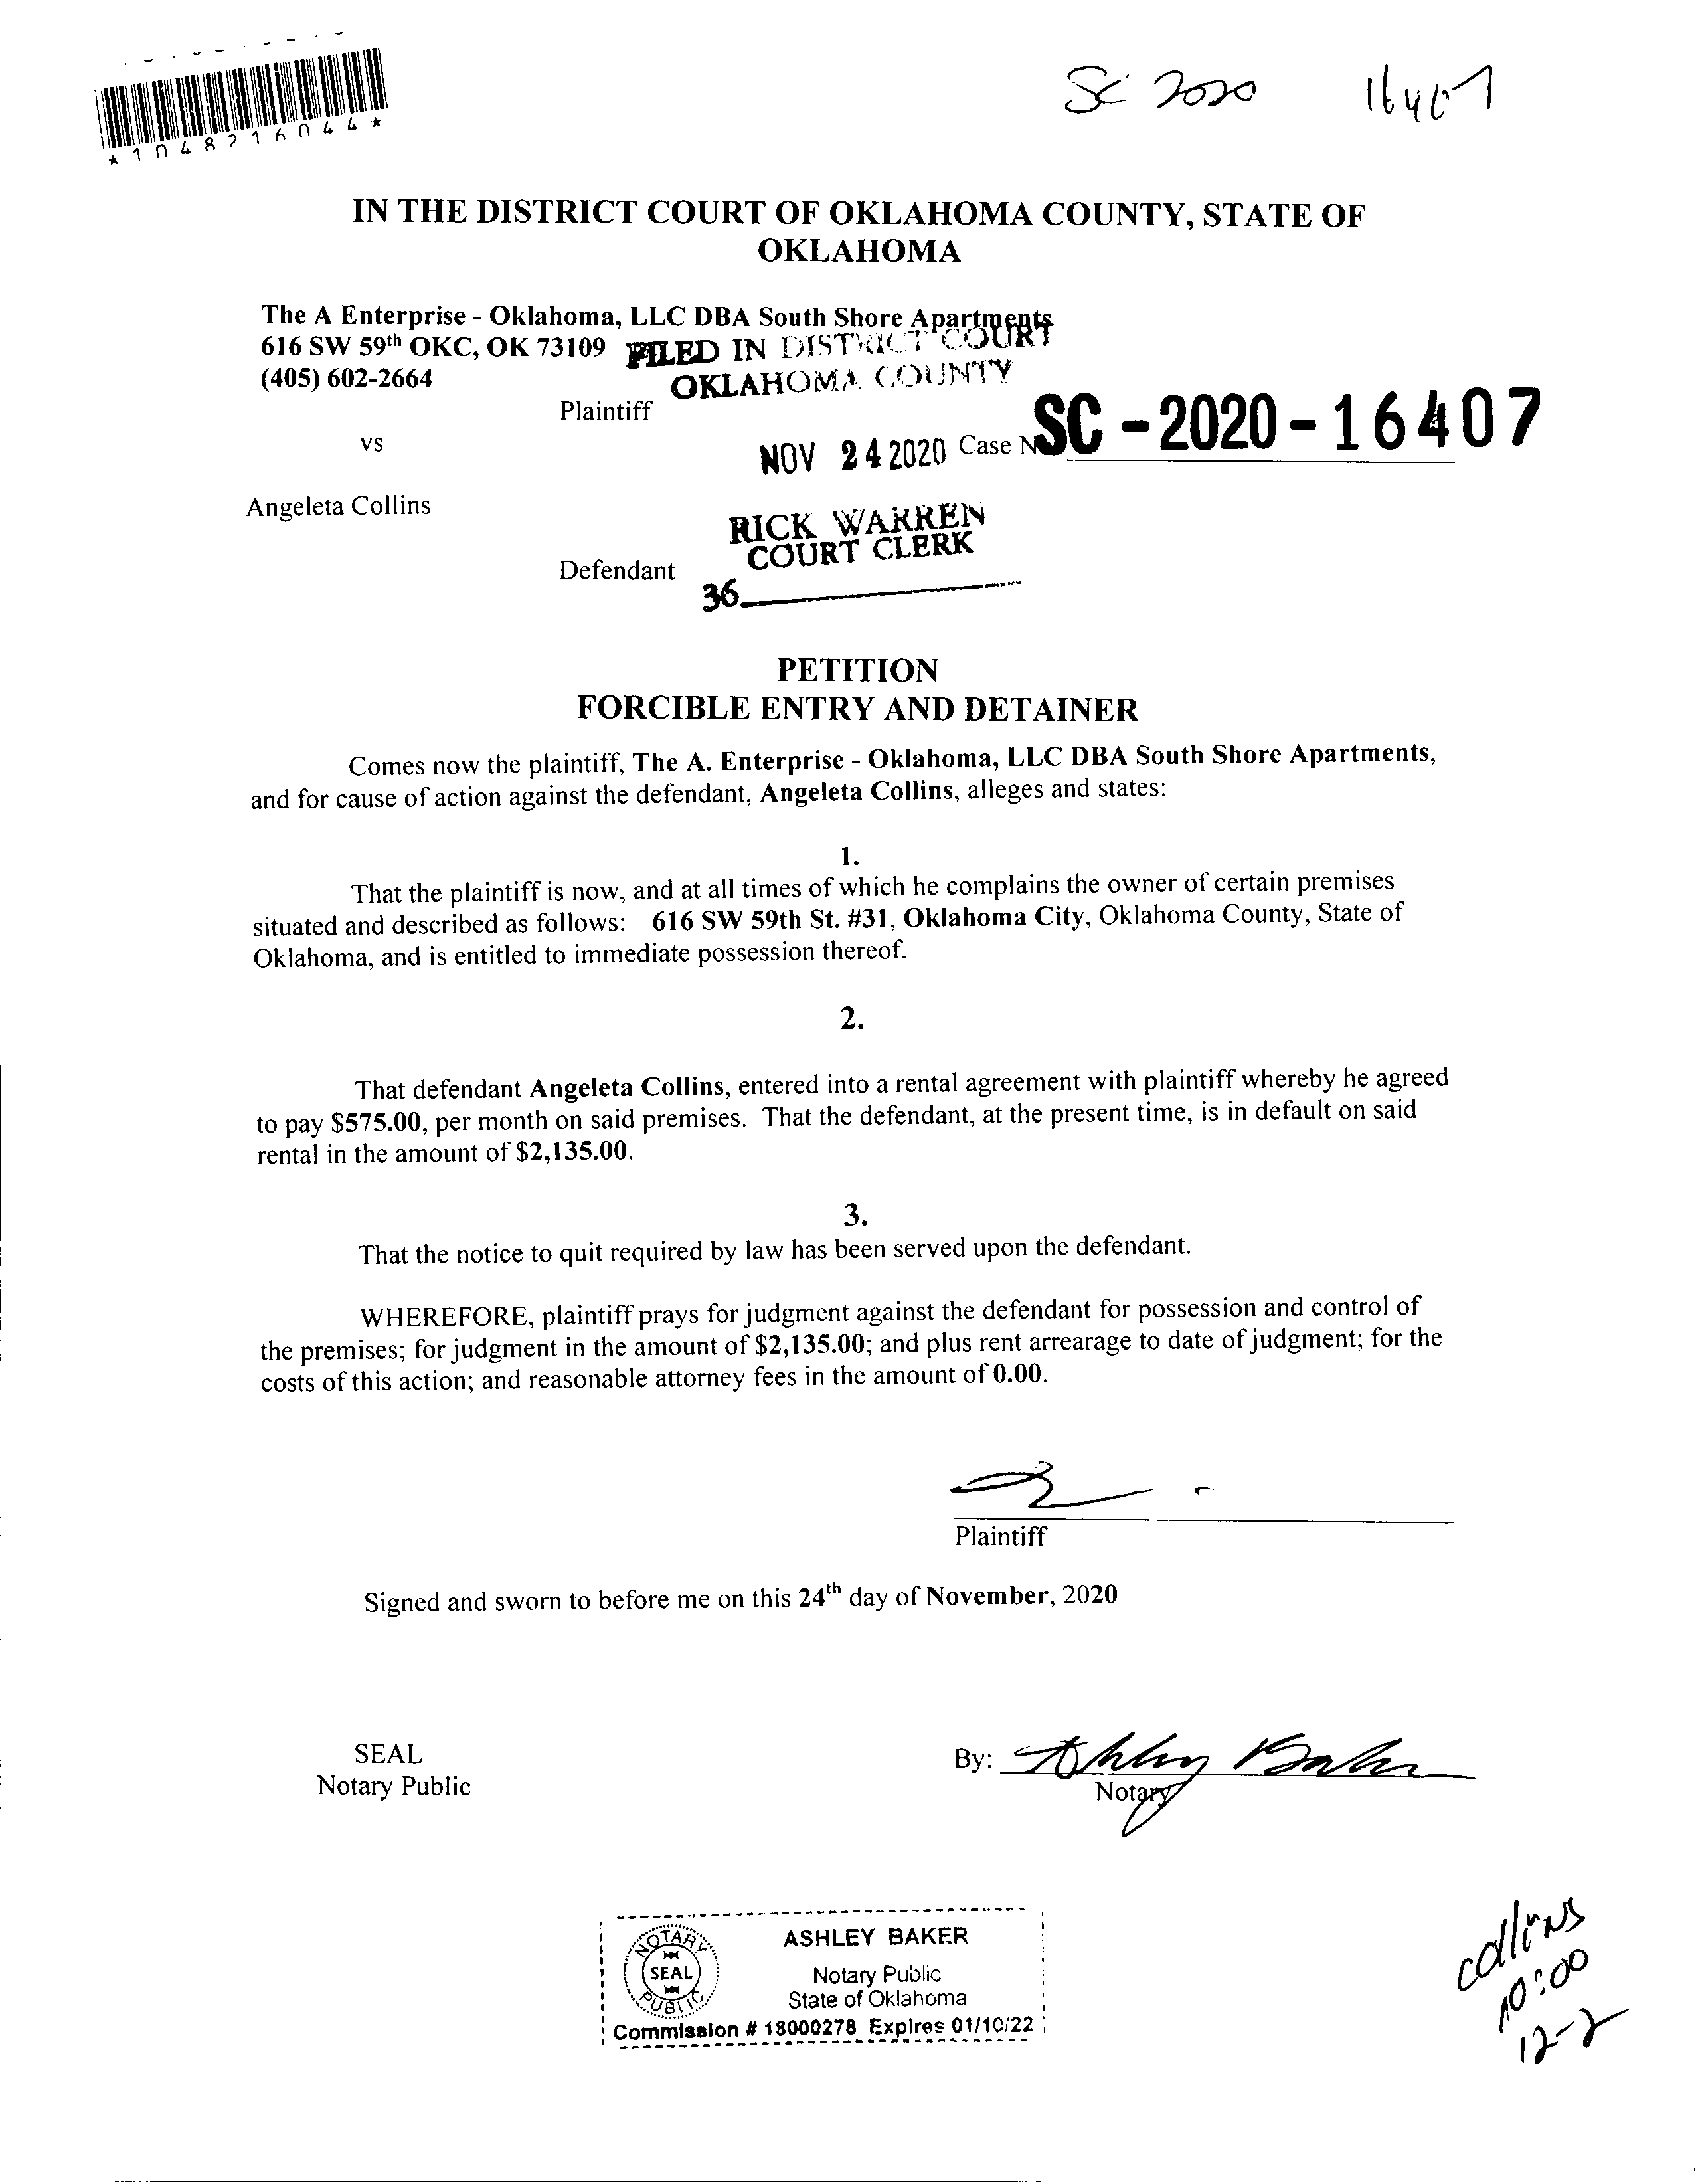 *1048216044*
SC 2020 16407
IN THE DISTRICT COURT OF OKLAHOMA COUNTY, STATE OF
OKLAHOMA
The A Enterprise - Oklahoma, LLC DBA South Shore Apartments
616 SW 59th OKC, OK 73109
FILED IN DISTRICT COURT
(405) 602-2664
OKLAHOMA COUNTY
Plaintiff
vs
NOV 24 2020
Case No SC-2020-16407
Angeleta Collins
RICK WARREN
COURT CLERK
Defendant
36
PETITION
FORCIBLE ENTRY AND DETAINER
Comes now the plaintiff, The A. Enterprise - Oklahoma, LLC DBA South Shore Apartments,
and for cause of action against the defendant, Angeleta Collins, alleges and states:
1.
That the plaintiff is now, and at all times of which he complains the owner of certain premises
situated and described as follows: 616 SW 59th St. #31, Oklahoma City, Oklahoma County, State of
Oklahoma, and is entitled to immediate possession thereof.
2.
That defendant Angeleta Collins, entered into a rental agreement with plaintiff whereby he agreed
to pay $575.00, per month on said premises. That the defendant, at the present time, is in default on said
rental in the amount of $2,135.00.
3.
That the notice to quit required by law has been served upon the defendant.
WHEREFORE, plaintiff prays for judgment against the defendant for possession and control of
the premises; for judgment in the amount of $2,135.00; and plus rent arrearage to date of judgment; for the
costs of this action; and reasonable attorney fees in the amount of 0.00.
Plaintiff
Signed and sworn to before me on this 24th day of November, 2020
SEAL
Notary Public
By: Ashley Baker
Notary
NOTARY
SEAL
PUBLIC
ASHLEY BAKER
Notary Public
State of Oklahoma
Commission # 18000278 Expires 01/10/22
collins
10:00
12-2